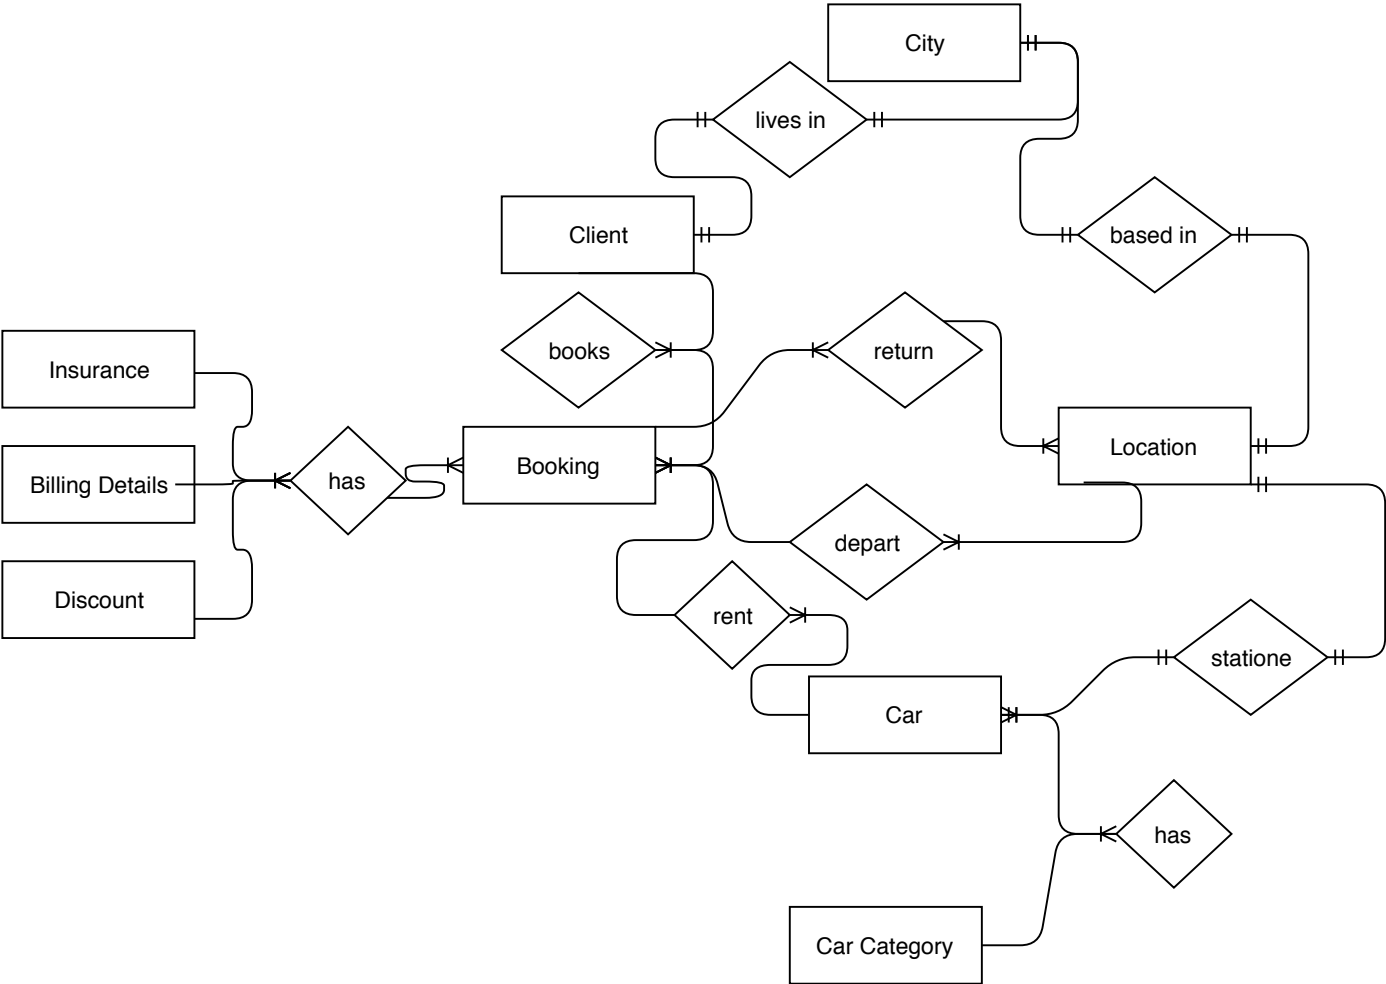 City
lives in
Client
based in
books
return
Insurance
Location
Booking
Billing Details
has
depart
Discount
rent
statione
Car
has
Car Category